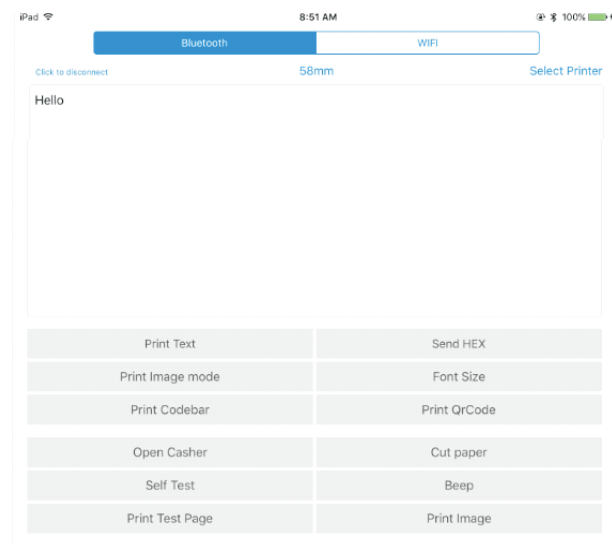 iPad 8:51 AM 100%
Bluetooth WIFI
Click to disconnect 58mm Select Printer
Hello
Print Text Send HEX
Print Image mode Font Size
Print Codebar Print QrCode
Open Casher Cut paper
Self Test Beep
Print Test Page Print Image